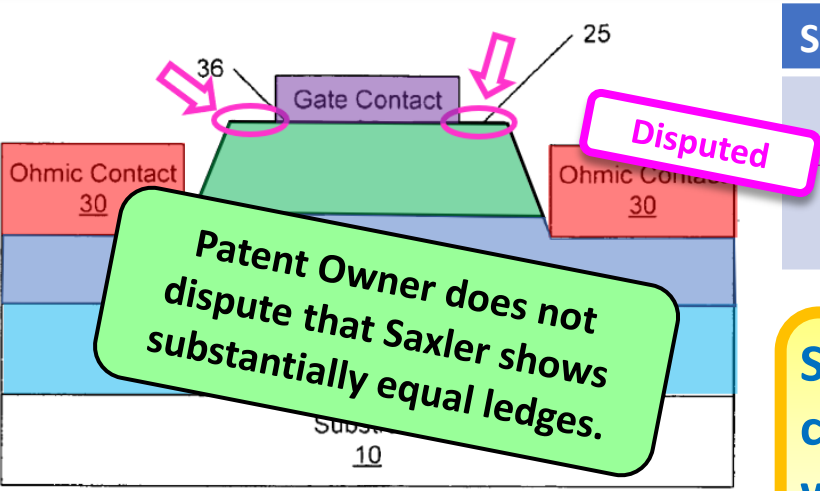 S
25
36
Gate Contact
Disputed
Ohmic Contact
30
Ohmic
30
Patent Owner does not
dispute that Saxler shows
substantially equal ledges.
S
c
10